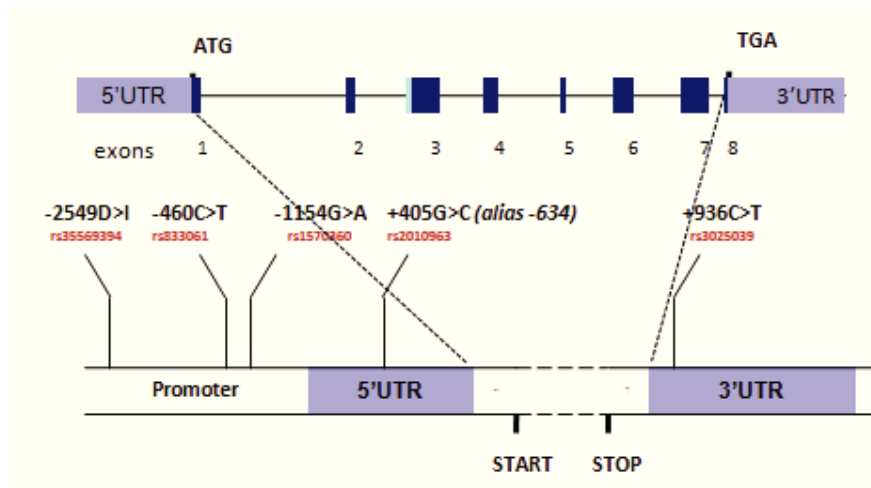 ATG TGA
5'UTR 3'UTR
exons 1 2 3 4 5 6 7 8
-2549D>I -460C>T -1154G>A +405G>C (alias -634) +936C>T
rs35569394 rs833061 rs1570360 rs2010963 rs3025039
Promoter 5'UTR - - 3'UTR
START STOP